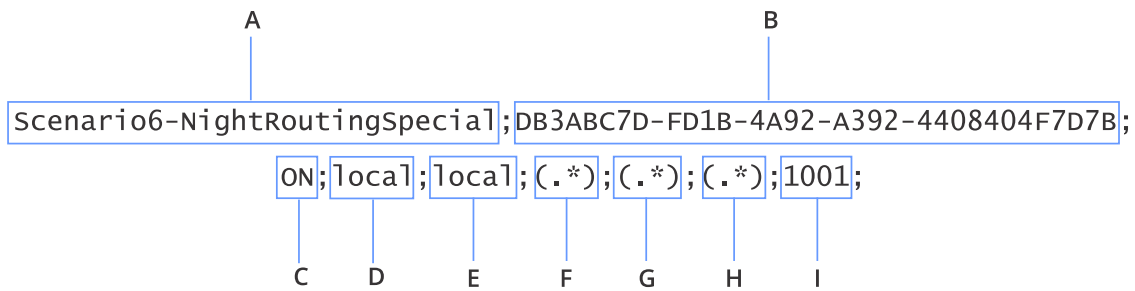 A B
Scenario6-NightRoutingSpecial;DB3ABC7D-FD1B-4A92-A392-4408404F7D7B;
ON;local;local;(.*);(.*);(.*);1001;
C D E F G H I